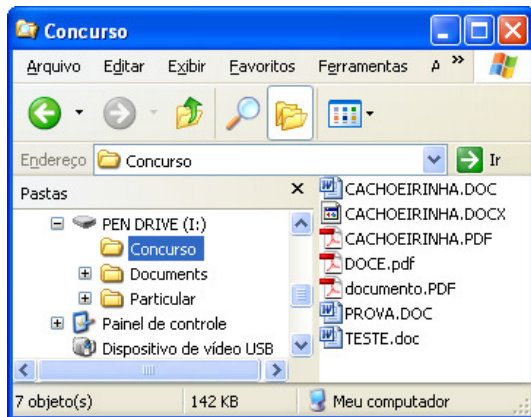 Concurso
Arquivo Editar Exibir Favoritos Ferramentas A »
Endereço Concurso Ir
Pastas
PEN DRIVE (I:)
Concurso
Documents
Particular
Painel de controle
Dispositivo de vídeo USB
CACHOEIRINHA.DOC
CACHOEIRINHA.DOCX
CACHOEIRINHA.PDF
DOCE.pdf
documento.PDF
PROVA.DOC
TESTE.doc
7 objeto(s) 142 KB Meu computador